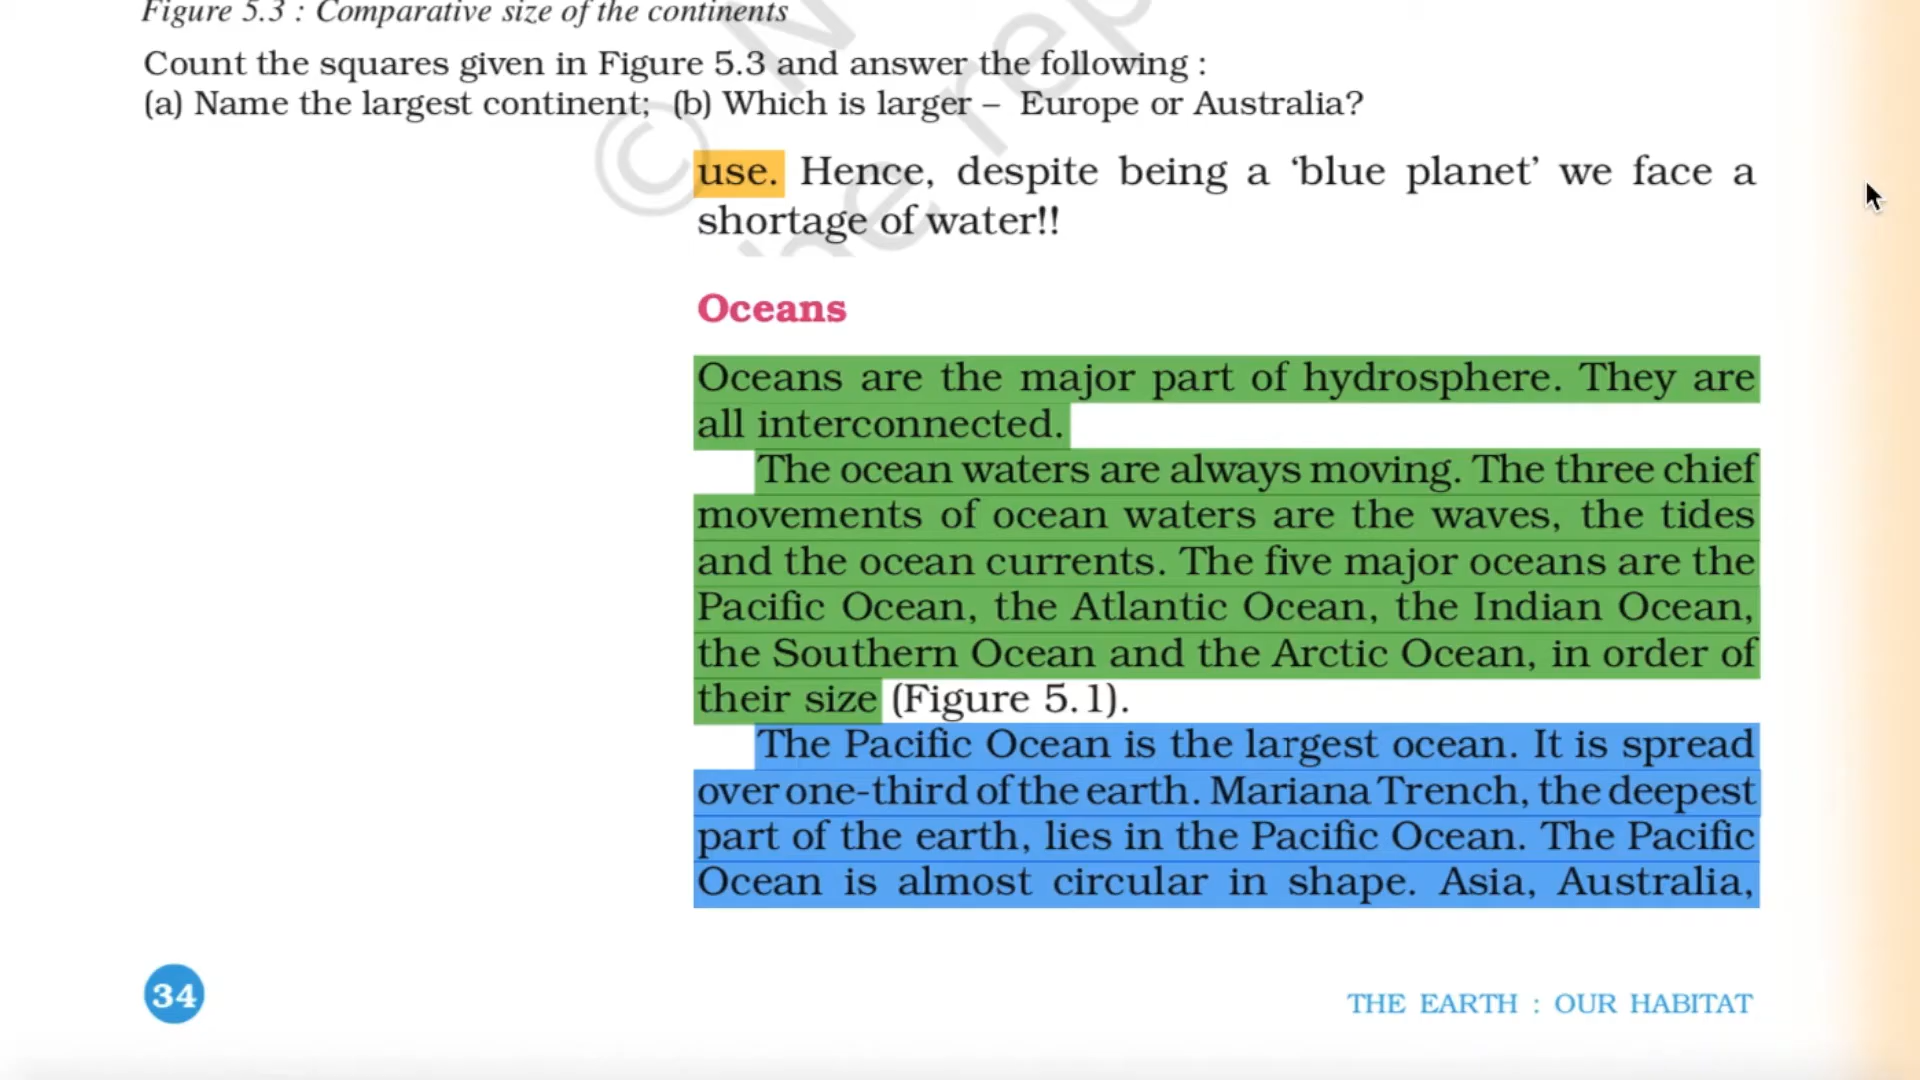 Figure 5.3 : Comparative size of the continents
Count the squares given in Figure 5.3 and answer the following :
(a) Name the largest continent; (b) Which is larger – Europe or Australia?
use. Hence, despite being a ‘blue planet’ we face a
shortage of water!!
Oceans
Oceans are the major part of hydrosphere. They are
all interconnected.
The ocean waters are always moving. The three chief
movements of ocean waters are the waves, the tides
and the ocean currents. The five major oceans are the
Pacific Ocean, the Atlantic Ocean, the Indian Ocean,
the Southern Ocean and the Arctic Ocean, in order of
their size (Figure 5.1).
The Pacific Ocean is the largest ocean. It is spread
over one-third of the earth. Mariana Trench, the deepest
part of the earth, lies in the Pacific Ocean. The Pacific
Ocean is almost circular in shape. Asia, Australia,
34
THE EARTH : OUR HABITAT